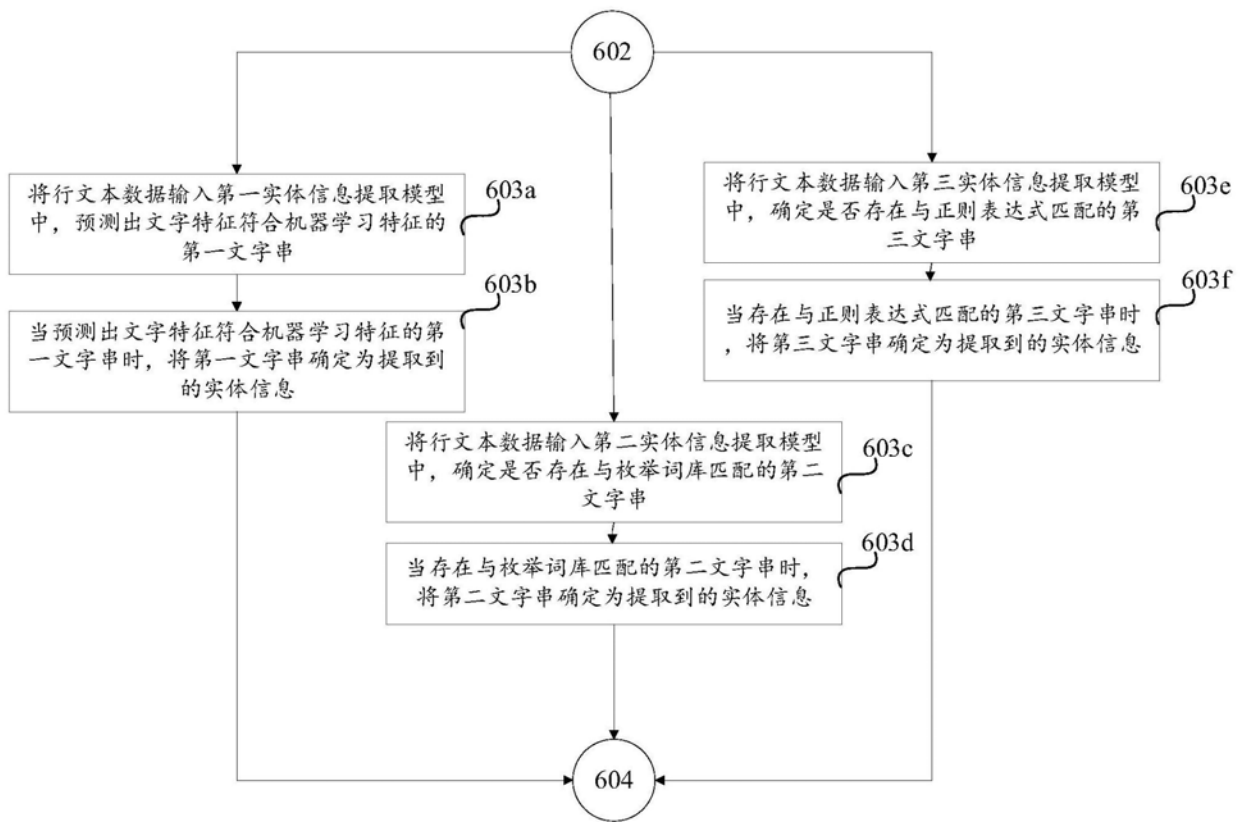 602
将行文本数据输入第一实体信息提取模型
中，预测出文字特征符合机器学习特征的
第一文字串
603a
当预测出文字特征符合机器学习特征的第
一文字串时，将第一文字串确定为提取到
的实体信息
603b
将行文本数据输入第三实体信息提取模型
中，确定是否存在与正则表达式匹配的第
三文字串
603e
当存在与正则表达式匹配的第三文字串时
，将第三文字串确定为提取到的实体信息
603f
将行文本数据输入第二实体信息提取模型
中，确定是否存在与枚举词库匹配的第二
文字串
603c
当存在与枚举词库匹配的第二文字串时，
将第二文字串确定为提取到的实体信息
603d
604